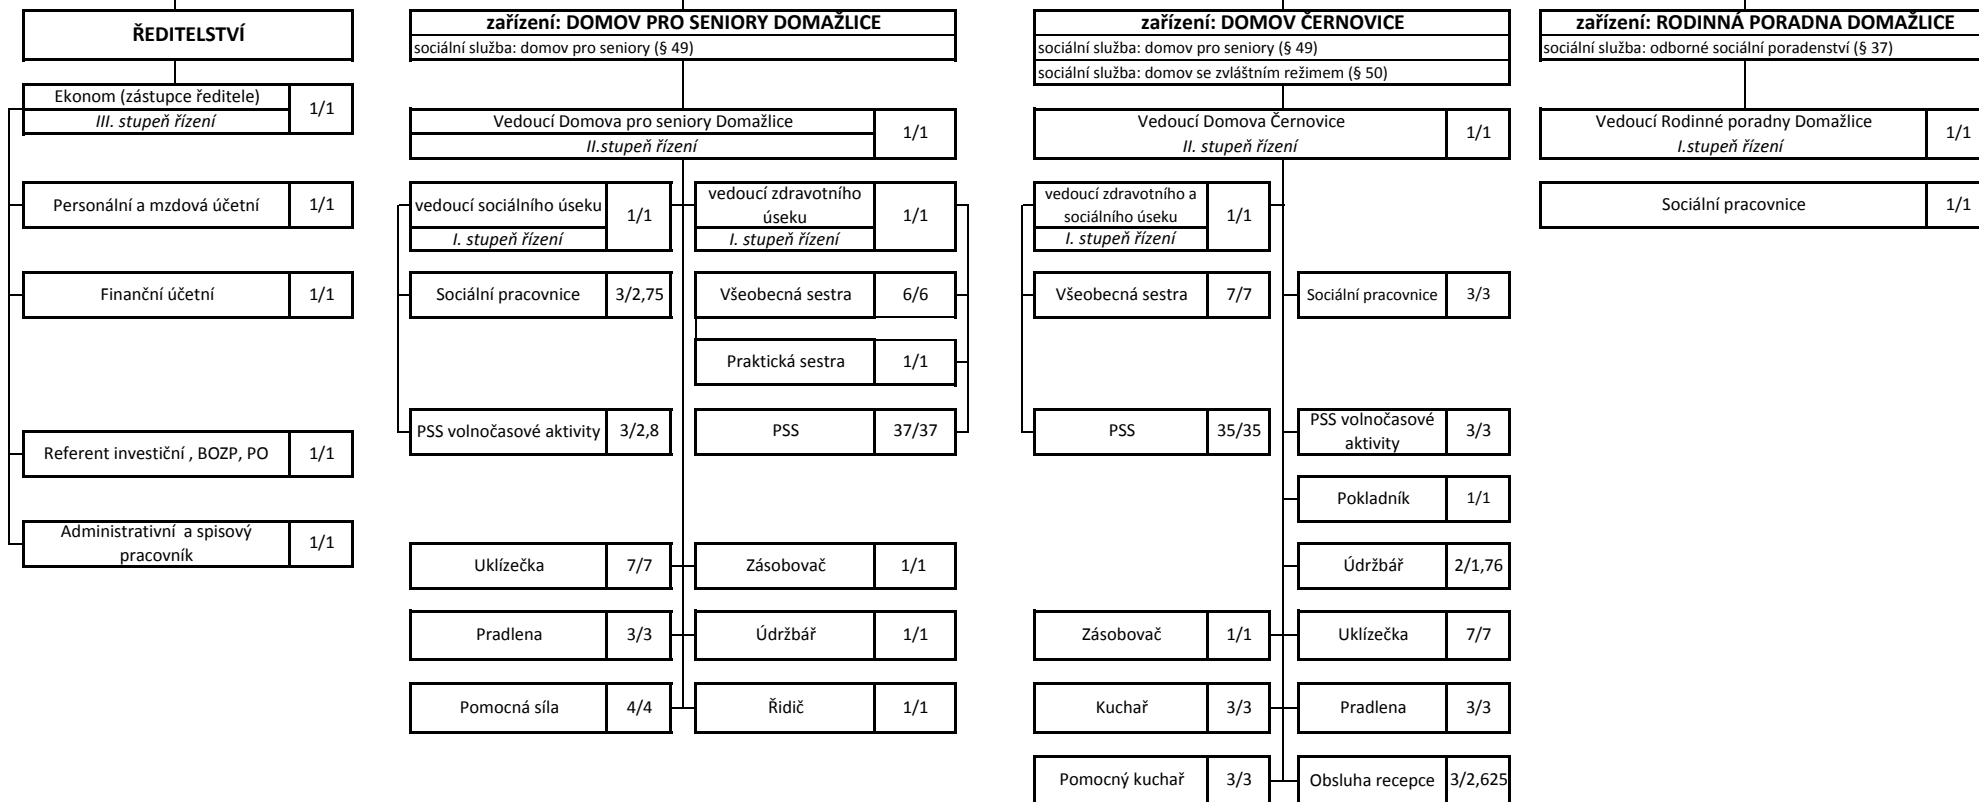 ŘEDITELSTVÍ
Ekonom (zástupce ředitele)
III. stupeň řízení
1/1
Personální a mzdová účetní
1/1
Finanční účetní
1/1
Referent investiční , BOZP, PO
1/1
Administrativní  a spisový
pracovník
1/1
zařízení: DOMOV PRO SENIORY DOMAŽLICE
sociální služba: domov pro seniory (§ 49)
Vedoucí Domova pro seniory Domažlice
II.stupeň řízení
1/1
vedoucí sociálního úseku
I. stupeň řízení
1/1
vedoucí zdravotního
úseku
I. stupeň řízení
1/1
Sociální pracovnice
3/2,75
Všeobecná sestra
6/6
Praktická sestra
1/1
PSS volnočasové aktivity
3/2,8
PSS
37/37
Uklízečka
7/7
Zásobovač
1/1
Pradlena
3/3
Údržbář
1/1
Pomocná síla
4/4
Řidič
1/1
zařízení: DOMOV ČERNOVICE
sociální služba: domov pro seniory (§ 49)
sociální služba: domov se zvláštním režimem (§ 50)
Vedoucí Domova Černovice
II. stupeň řízení
1/1
vedoucí zdravotního a
sociálního úseku
I. stupeň řízení
1/1
Všeobecná sestra
7/7
Sociální pracovnice
3/3
PSS
35/35
PSS volnočasové
aktivity
3/3
Pokladník
1/1
Údržbář
2/1,76
Zásobovač
1/1
Uklízečka
7/7
Kuchař
3/3
Pradlena
3/3
Pomocný kuchař
3/3
Obsluha recepce
3/2,625
zařízení: RODINNÁ PORADNA DOMAŽLICE
sociální služba: odborné sociální poradenství (§ 37)
Vedoucí Rodinné poradny Domažlice
I.stupeň řízení
1/1
Sociální pracovnice
1/1